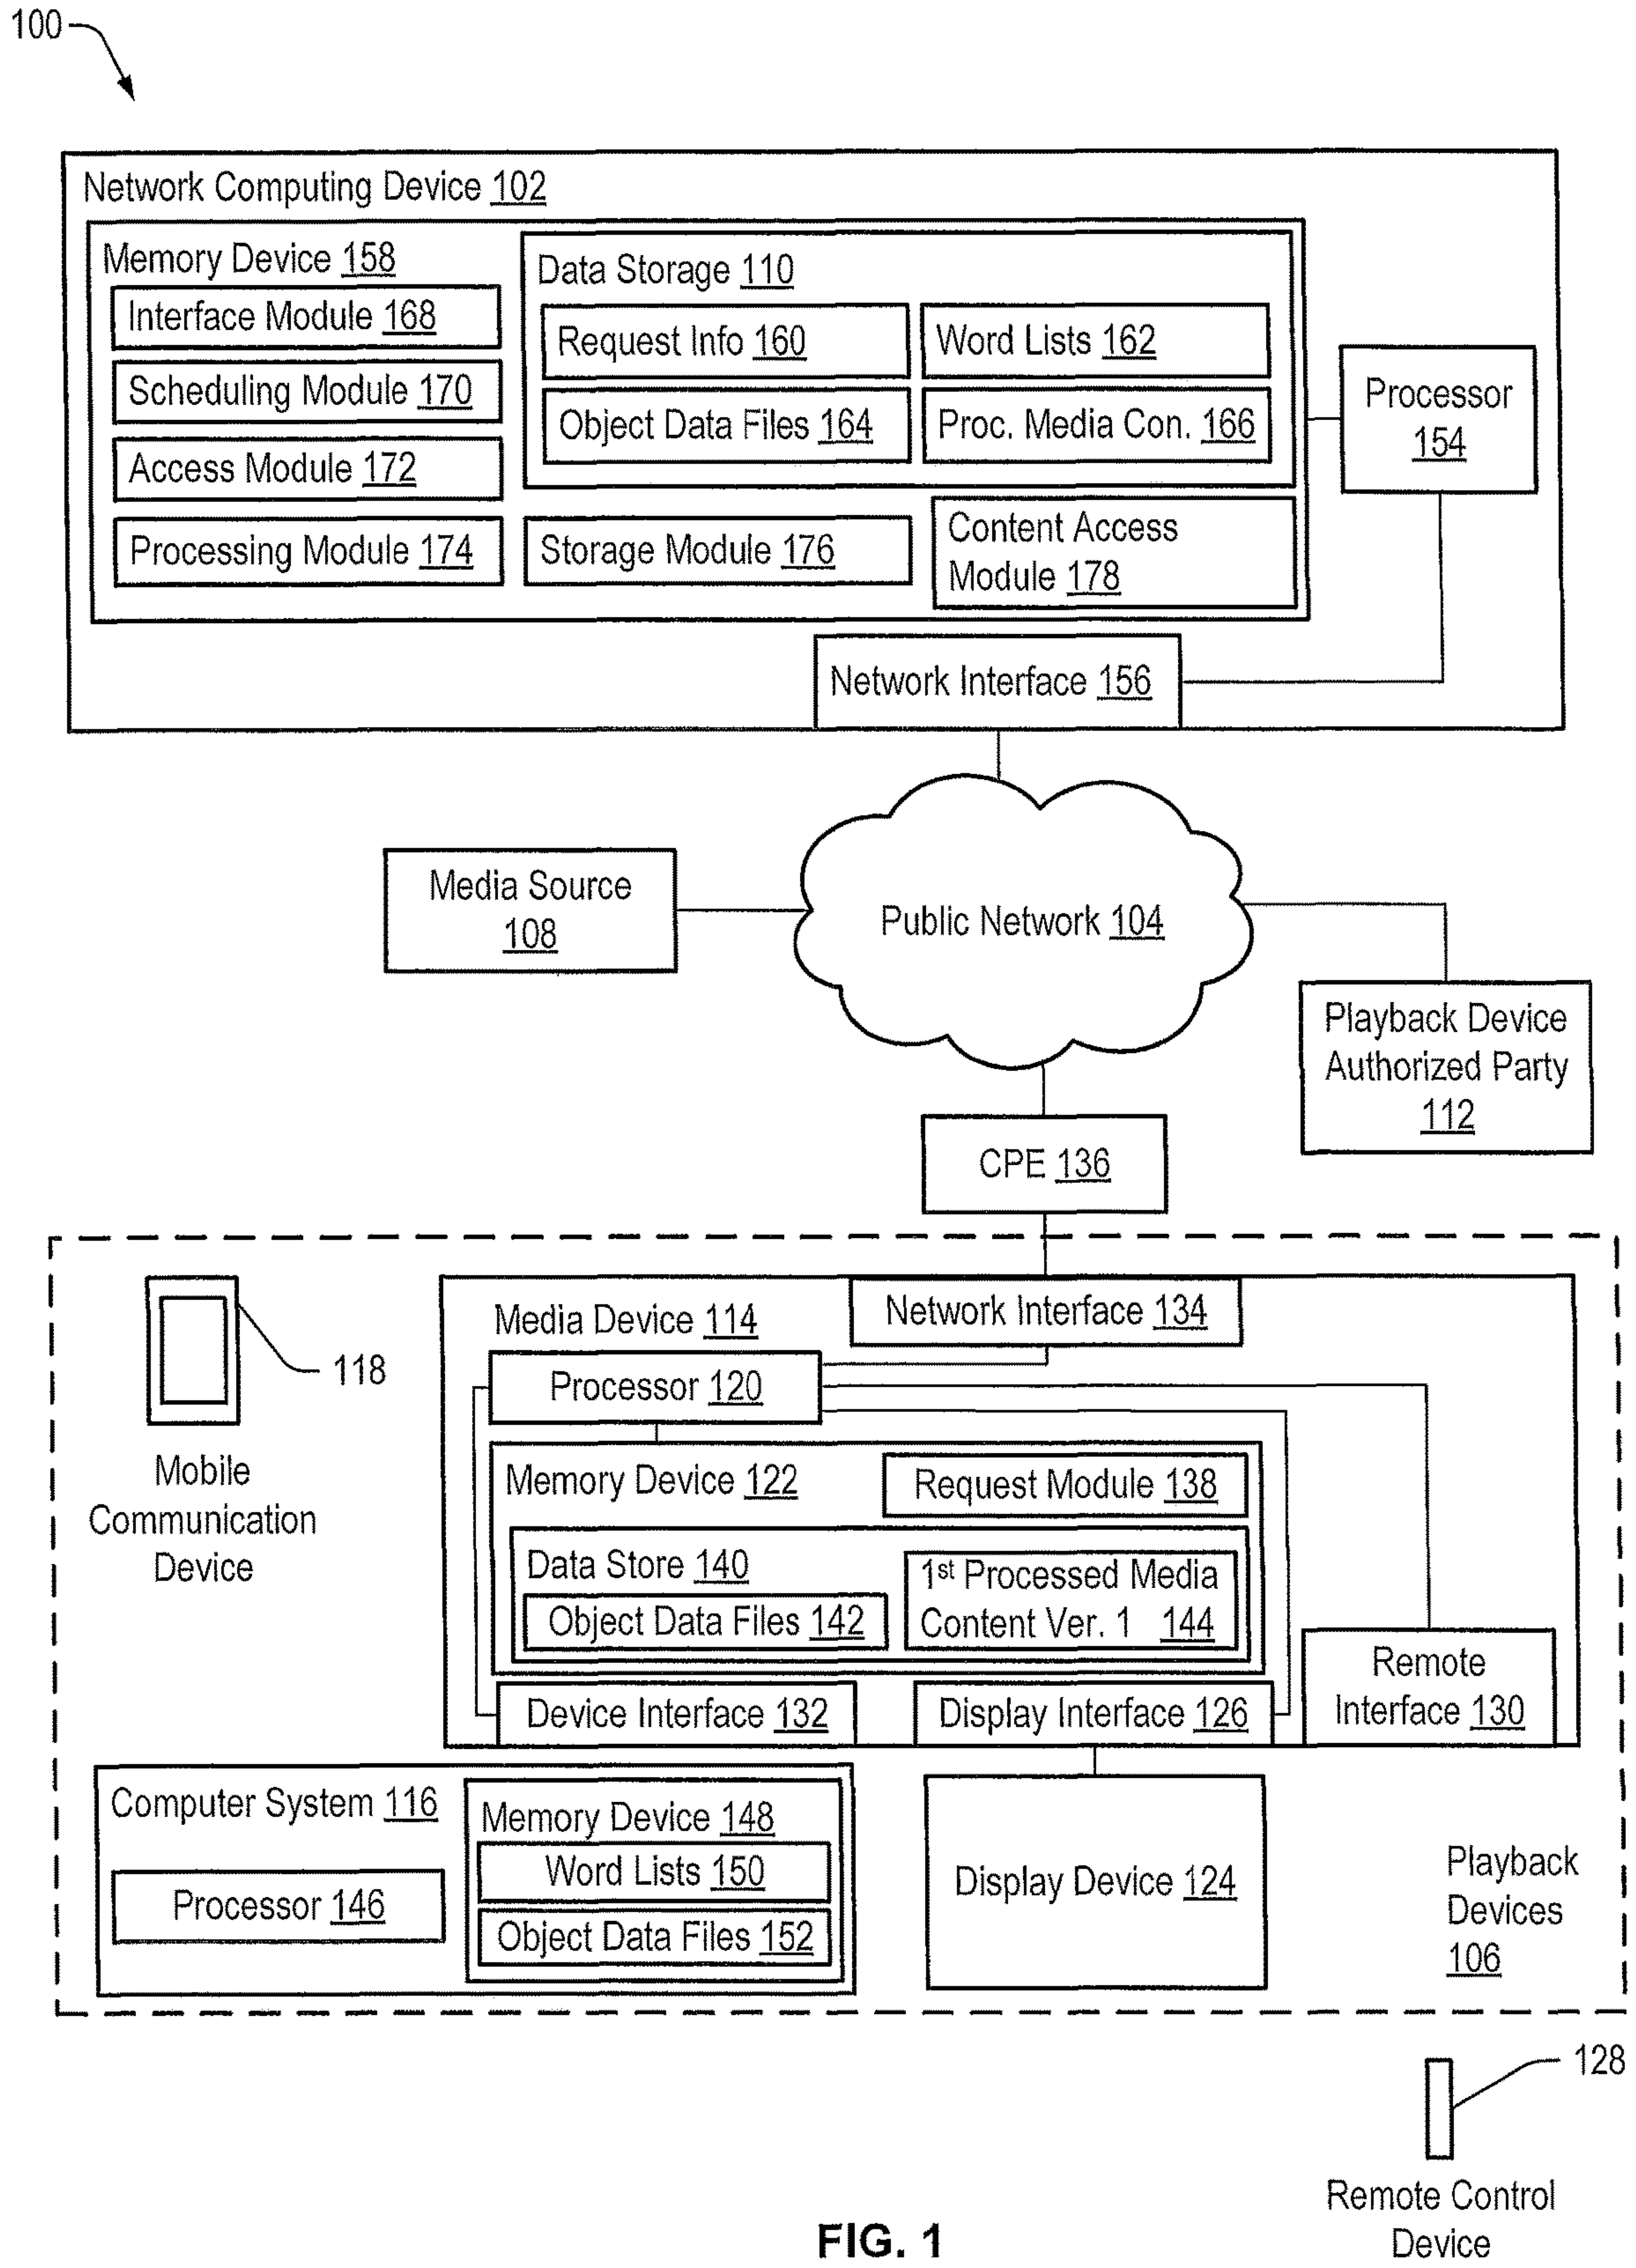 100
Network Computing Device 102
Memory Device 158
Interface Module 168
Scheduling Module 170
Access Module 172
Processing Module 174
Data Storage 110
Request Info 160
Word Lists 162
Object Data Files 164
Proc. Media Con. 166
Storage Module 176
Content Access
Module 178
Processor
154
Network Interface 156
Media Source
108
Public Network 104
Playback Device
Authorized Party
112
CPE 136
118
Mobile
Communication
Device
Media Device 114
Network Interface 134
Processor 120
Memory Device 122
Request Module 138
Data Store 140
Object Data Files 142
1st Processed Media
Content Ver. 1 144
Device Interface 132
Display Interface 126
Remote
Interface 130
Computer System 116
Processor 146
Memory Device 148
Word Lists 150
Object Data Files 152
Display Device 124
Playback
Devices
106
128
Remote Control
Device
FIG. 1